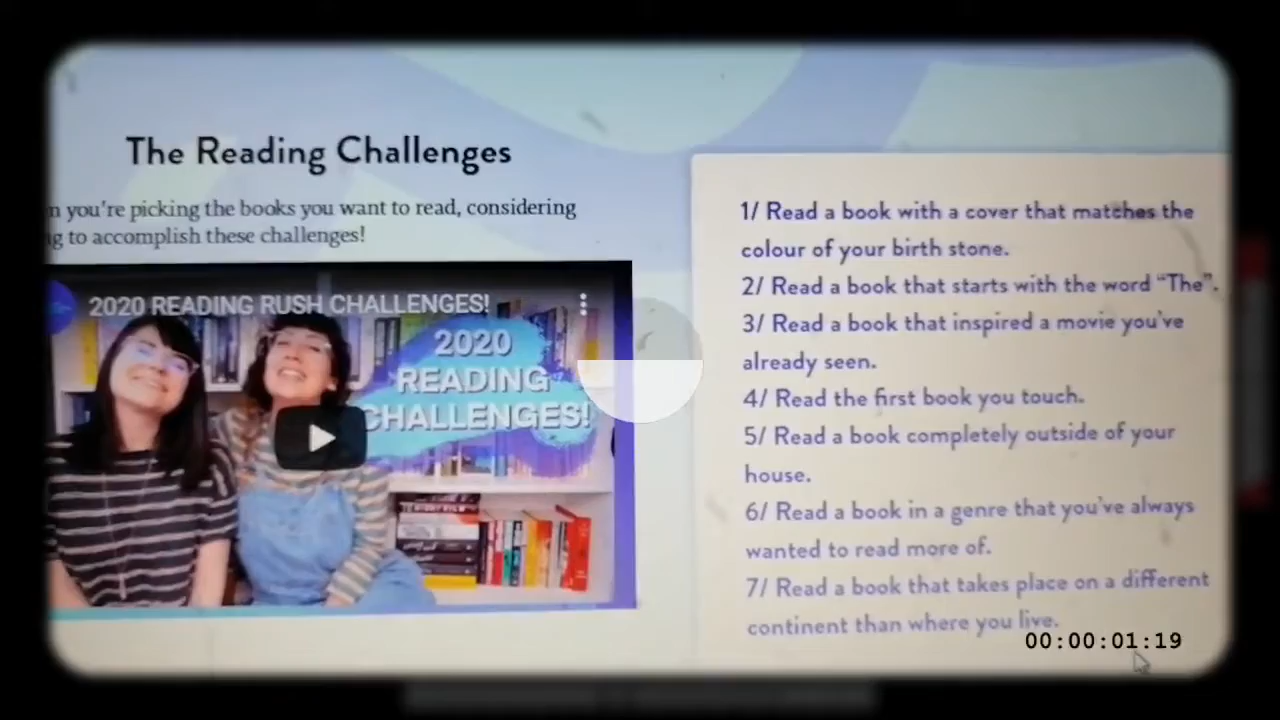 The Reading Challenges
n you're picking the books you want to read, considering
g to accomplish these challenges!
2020 READING RUSH CHALLENGES!
2020
READING
CHALLENGES!
1/ Read a book with a cover that matches the
colour of your birth stone.
2/ Read a book that starts with the word “The”.
3/ Read a book that inspired a movie you've
already seen.
4/ Read the first book you touch.
5/ Read a book completely outside of your
house.
6/ Read a book in a genre that you've always
wanted to read more of.
7/ Read a book that takes place on a different
continent than where you live.
00:00:01:19